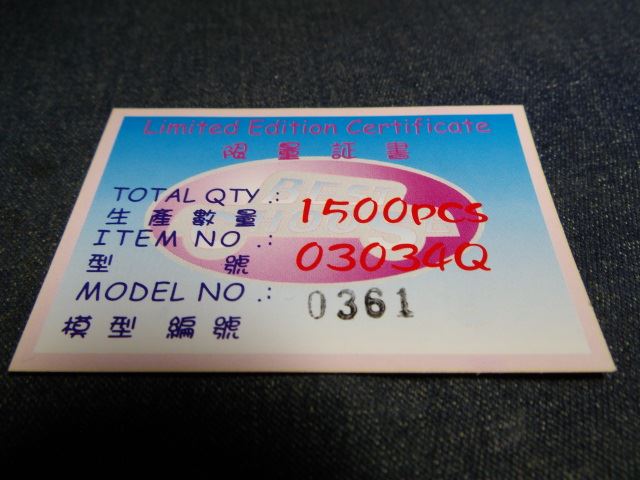 Limited Edition Certificate
限量証書
BEST
TOTAL QTY.: 1500pcs
生產數量
ITEM NO.: 03034Q
型號
MODEL NO.: 0361
模型編號